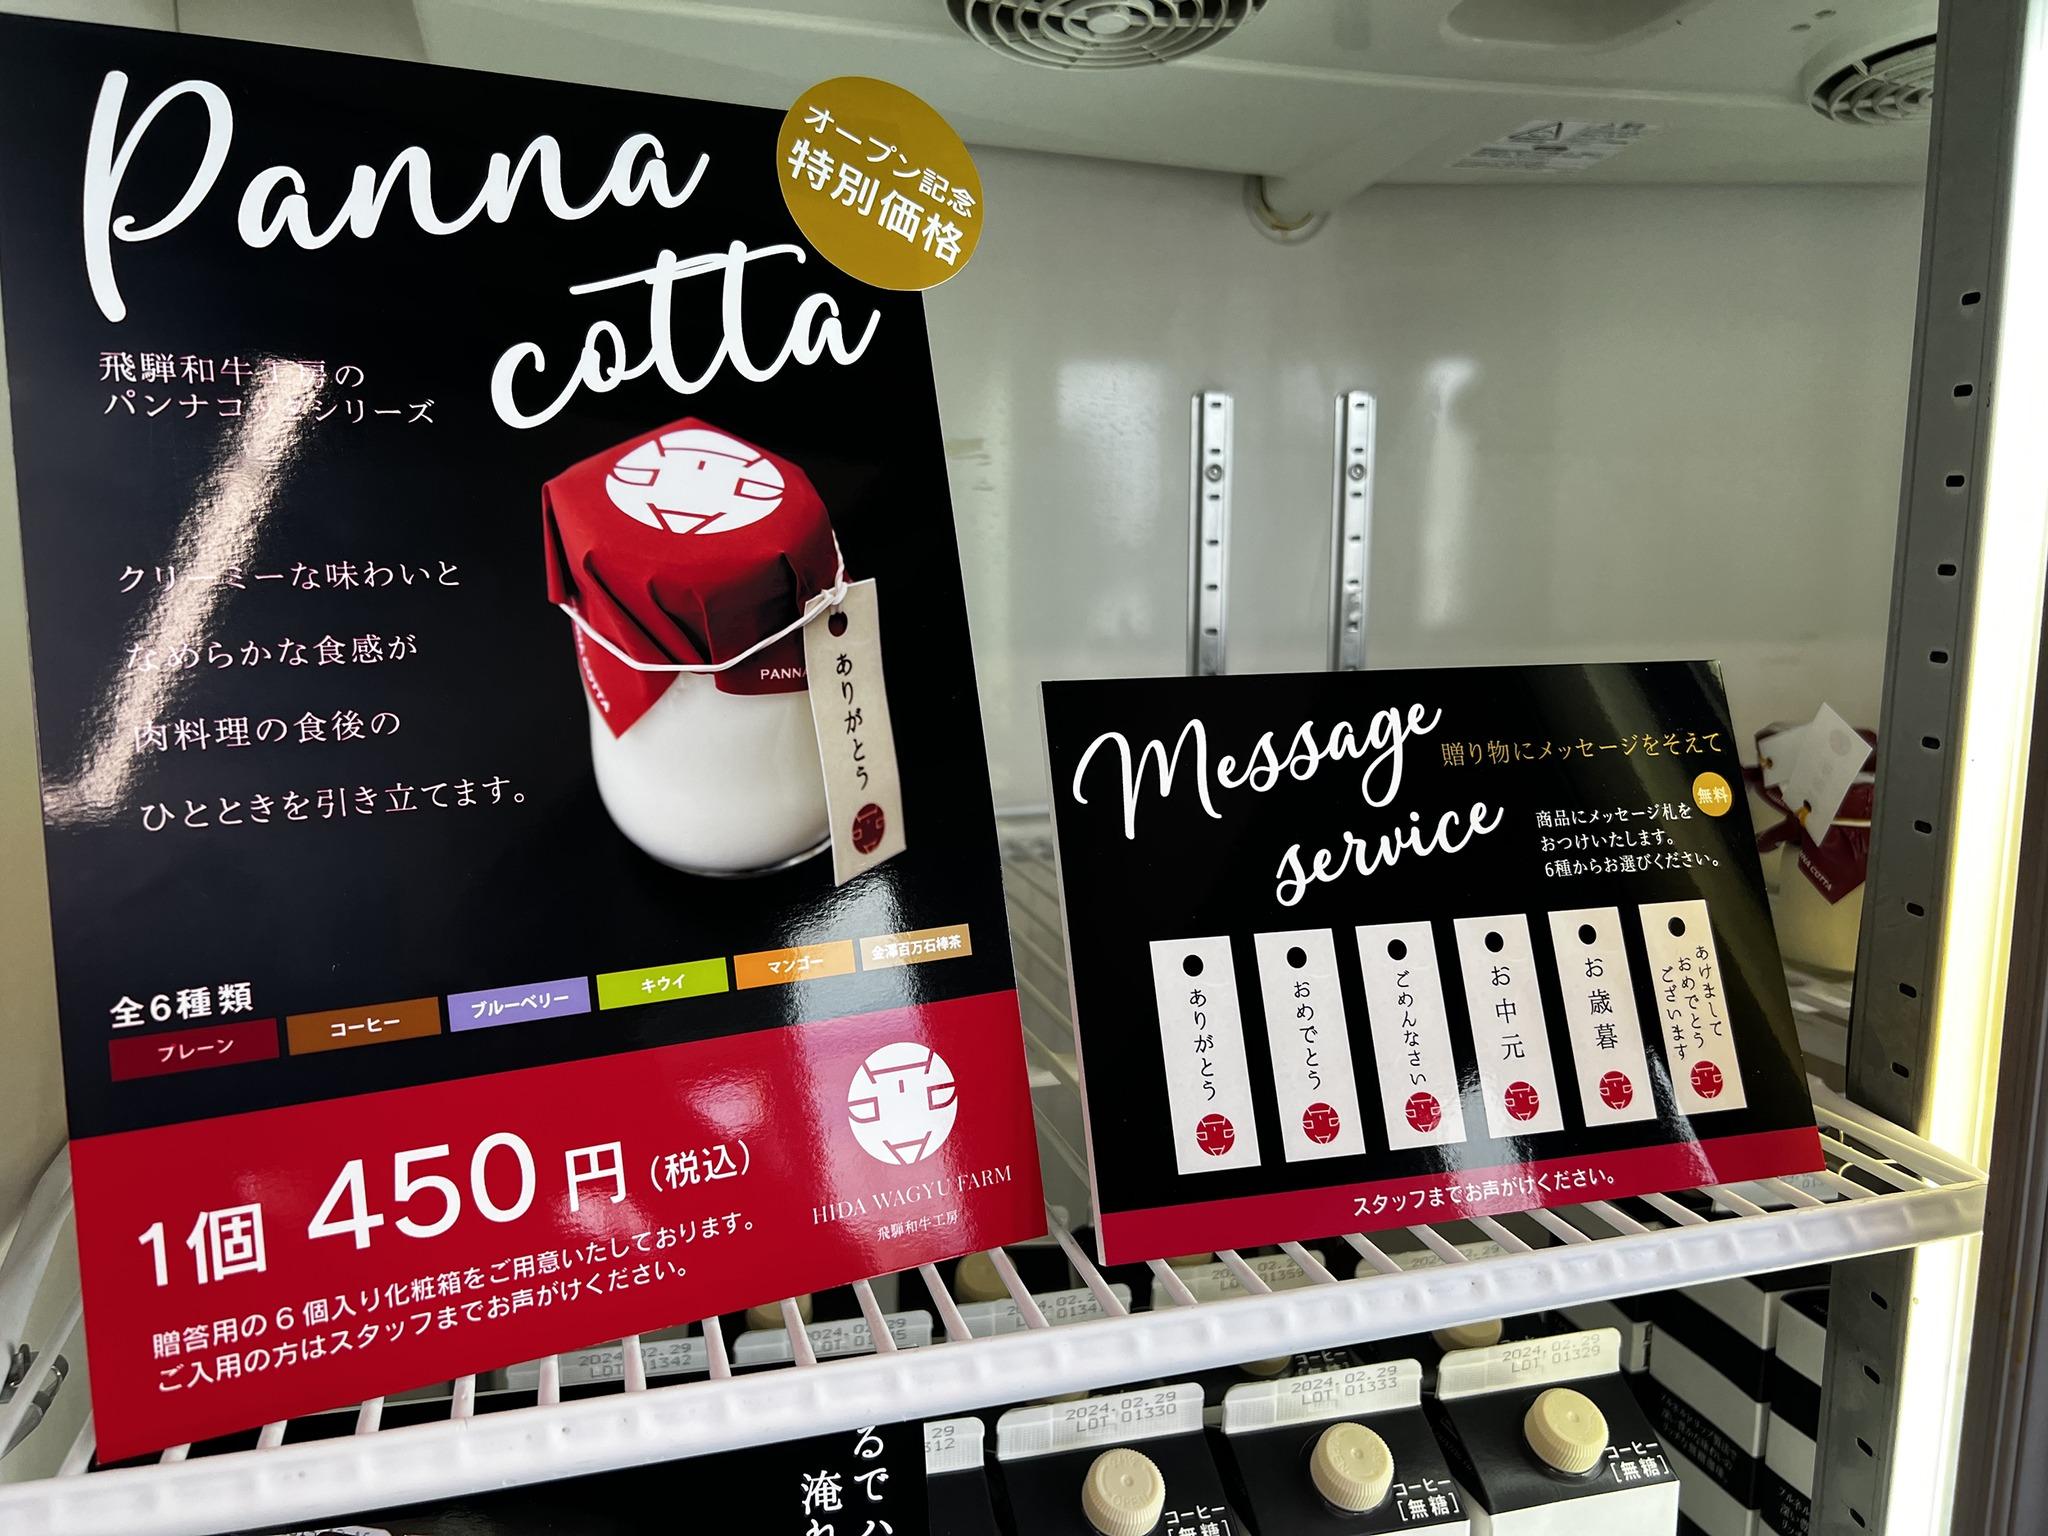 Panna
cotta
オープン記念
特別価格
飛騨和牛工房の
パンナコッタシリーズ
クリーミーな味わいと
なめらかな食感が
肉料理の食後の
ひとときを引き立てます。
PANNA
ありがとう
全6種類
プレーン
コーヒー
ブルーベリー
キウイ
マンゴー
金澤百万石棒茶
1個 450円(税込)
贈答用の6個入り化粧箱をご用意いたしております。
ご入用の方はスタッフまでお声がけください。
HIDA WAGYU FARM
飛騨和牛工房
Message
service
贈り物にメッセージをそえて
無料
商品にメッセージ札を
おつけいたします。
6種からお選びください。
ありがとう
おめでとう
ごめんなさい
お中元
お歳暮
あけまして
おめでとう
ございます
スタッフまでお声がけください。
2024.02.29
LOT 01342
2024.02.29
LOT 01330
2024.02.29
LOT 01333
2024.02.29
LOT 01329
コーヒー
[無糖]
コーヒー
[無糖]
コーヒー
[無糖]